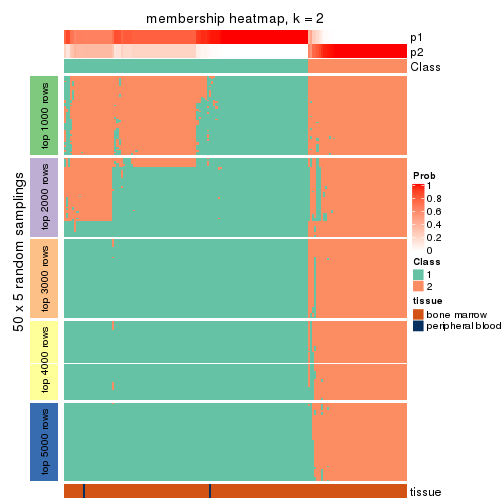 membership heatmap, k = 2
p1
p2
Class
50 x 5 random samplings
top 1000 rows
top 2000 rows
top 3000 rows
top 4000 rows
top 5000 rows
Prob
1
0.8
0.6
0.4
0.2
0
Class
1
2
tissue
bone marrow
peripheral blood
tissue